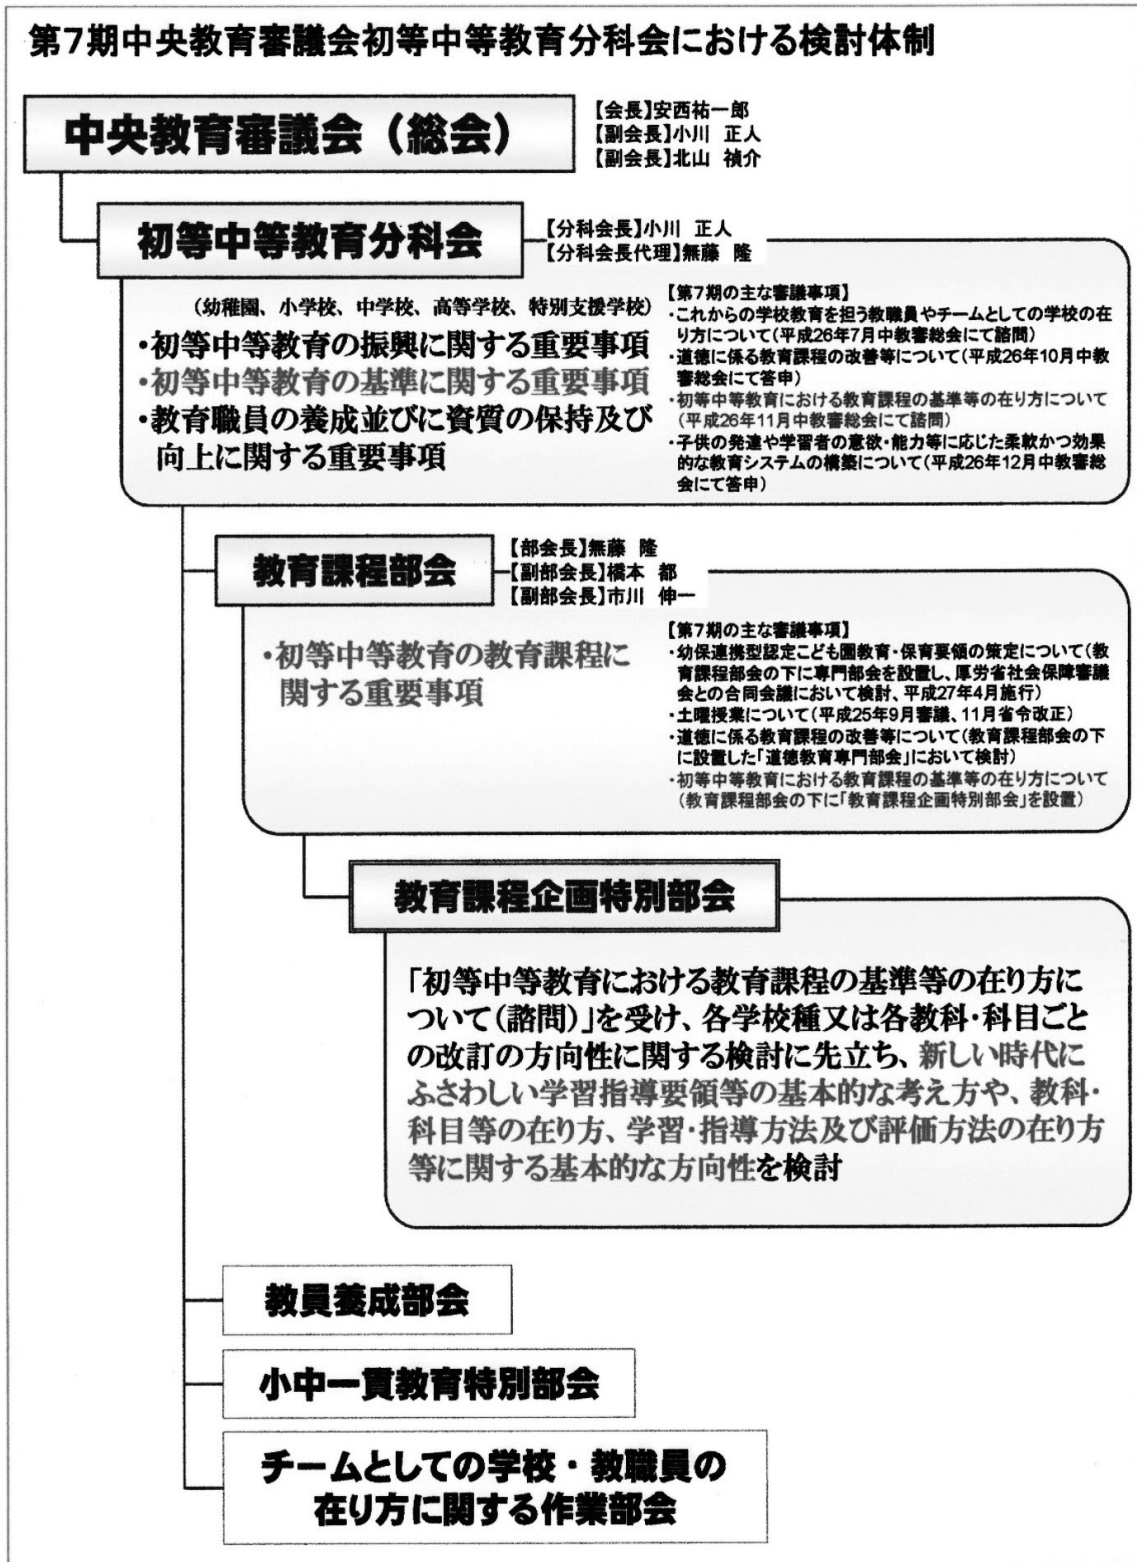 第7期中央教育審議会初等中等教育分科会における検討体制
中央教育審議会（総会）
【会長】安西祐一郎
【副会長】小川 正人
【副会長】北山 禎介
初等中等教育分科会
【分科会長】小川 正人
【分科会長代理】無藤 隆
(幼稚園、小学校、中学校、高等学校、特別支援学校)
・初等中等教育の振興に関する重要事項
・初等中等教育の基準に関する重要事項
・教育職員の養成並びに資質の保持及び
向上に関する重要事項
【第7期の主な審議事項】
・これからの学校教育を担う教職員やチームとしての学校の在
り方について(平成26年7月中教審総会にて諮問)
・道徳に係る教育課程の改善等について(平成26年10月中教
審総会にて答申)
・初等中等教育における教育課程の基準等の在り方について
(平成26年11月中教審総会にて諮問)
・子供の発達や学習者の意欲・能力等に応じた柔軟かつ効果
的な教育システムの構築について(平成26年12月中教審総
会にて答申)
教育課程部会
【部会長】無藤 隆
【副部会長】橋本 都
【副部会長】市川 伸一
・初等中等教育の教育課程に
関する重要事項
【第7期の主な審議事項】
・幼保連携型認定こども園教育・保育要領の策定について(教
育課程部会の下に専門部会を設置し、厚労省社会保障審議
会との合同会議において検討、平成27年4月施行)
・土曜授業について(平成25年9月審議、11月省令改正)
・道徳に係る教育課程の改善等について(教育課程部会の下
に設置した「道徳教育専門部会」において検討)
・初等中等教育における教育課程の基準等の在り方について
(教育課程部会の下に「教育課程企画特別部会」を設置)
教育課程企画特別部会
「初等中等教育における教育課程の基準等の在り方に
ついて(諮問)」を受け、各学校種又は各教科・科目ごと
の改訂の方向性に関する検討に先立ち、新しい時代に
ふさわしい学習指導要領等の基本的な考え方や、教科・
科目等の在り方、学習・指導方法及び評価方法の在り方
等に関する基本的な方向性を検討
教員養成部会
小中一貫教育特別部会
チームとしての学校・教職員の
在り方に関する作業部会